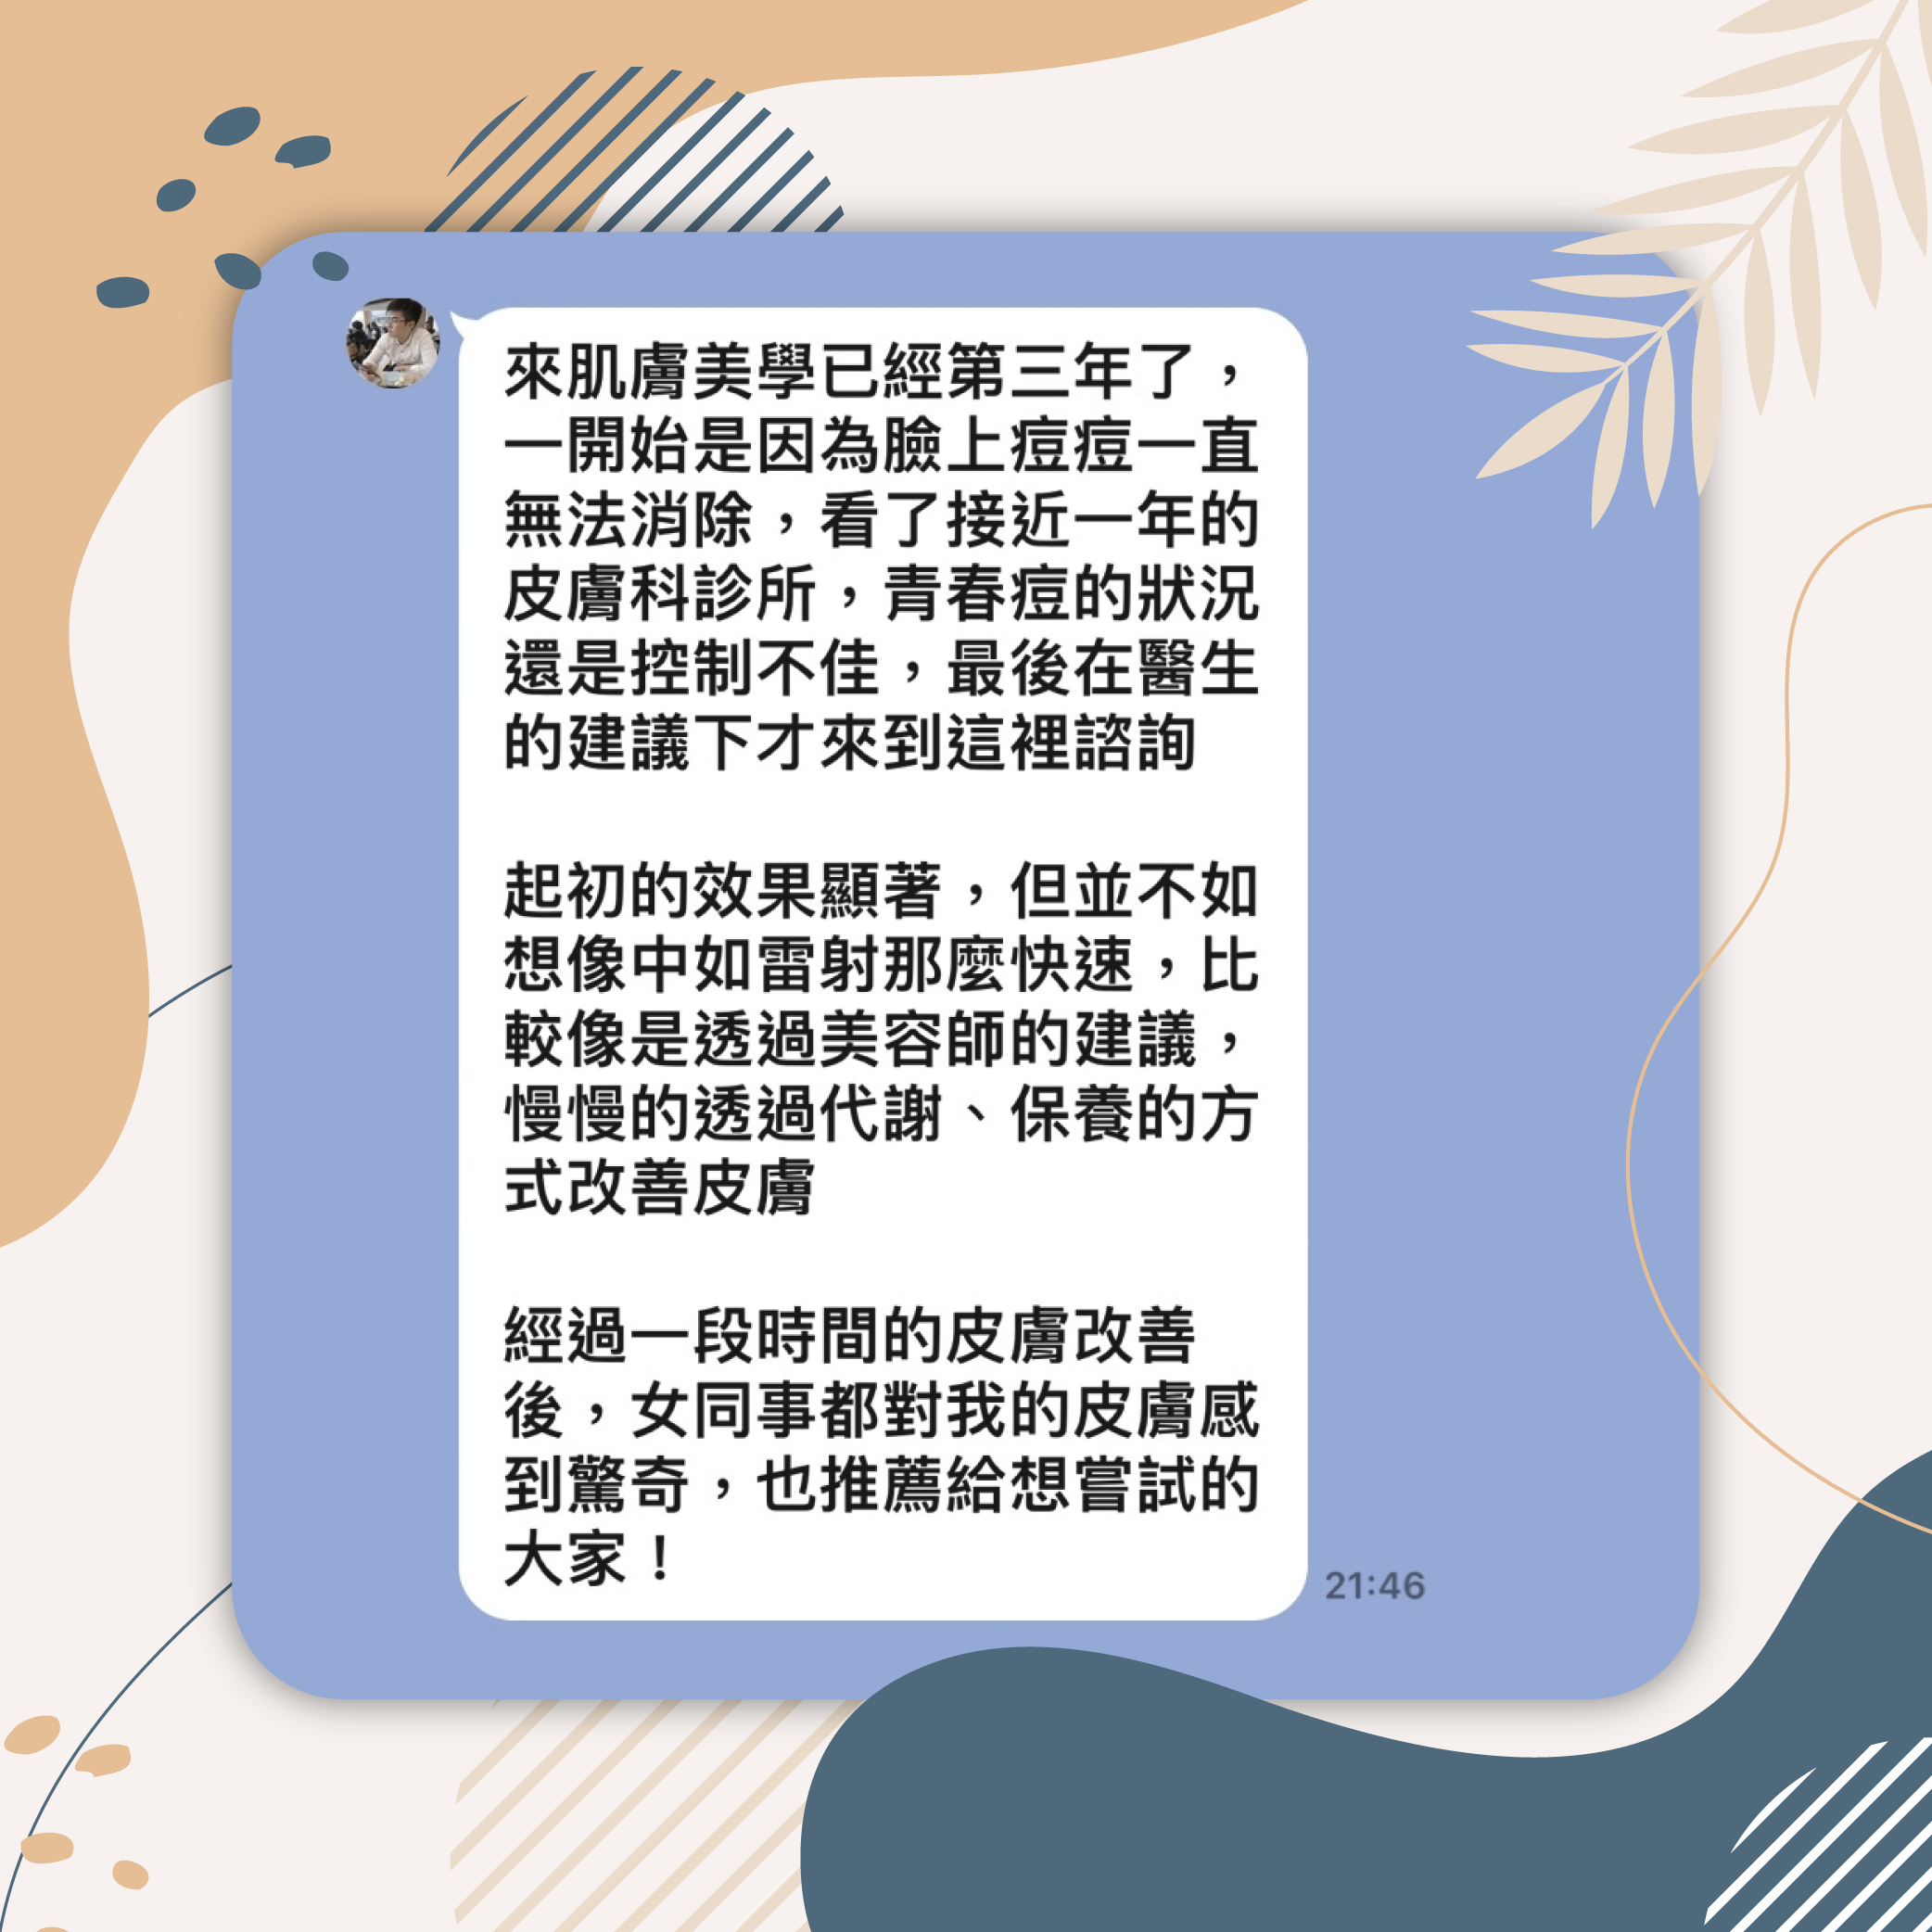 來肌膚美學已經第三年了，
一開始是因為臉上痘痘一直
無法消除，看了接近一年的
皮膚科診所，青春痘的狀況
還是控制不佳，最後在醫生
的建議下才來到這裡諮詢
起初的效果顯著，但並不如
想像中如雷射那麼快速，比
較像是透過美容師的建議，
慢慢的透過代謝、保養的方
式改善皮膚
經過一段時間的皮膚改善
後，女同事都對我的皮膚感
到驚奇，也推薦給想嘗試的
大家！
21:46